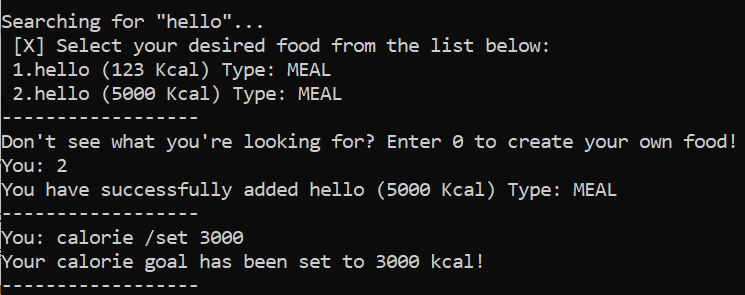 Searching for "hello"...
[X] Select your desired food from the list below:
1.hello (123 Kcal) Type: MEAL
2.hello (5000 Kcal) Type: MEAL
------------------
Don't see what you're looking for? Enter 0 to create your own food!
You: 2
You have successfully added hello (5000 Kcal) Type: MEAL
------------------
You: calorie /set 3000
Your calorie goal has been set to 3000 kcal!
------------------